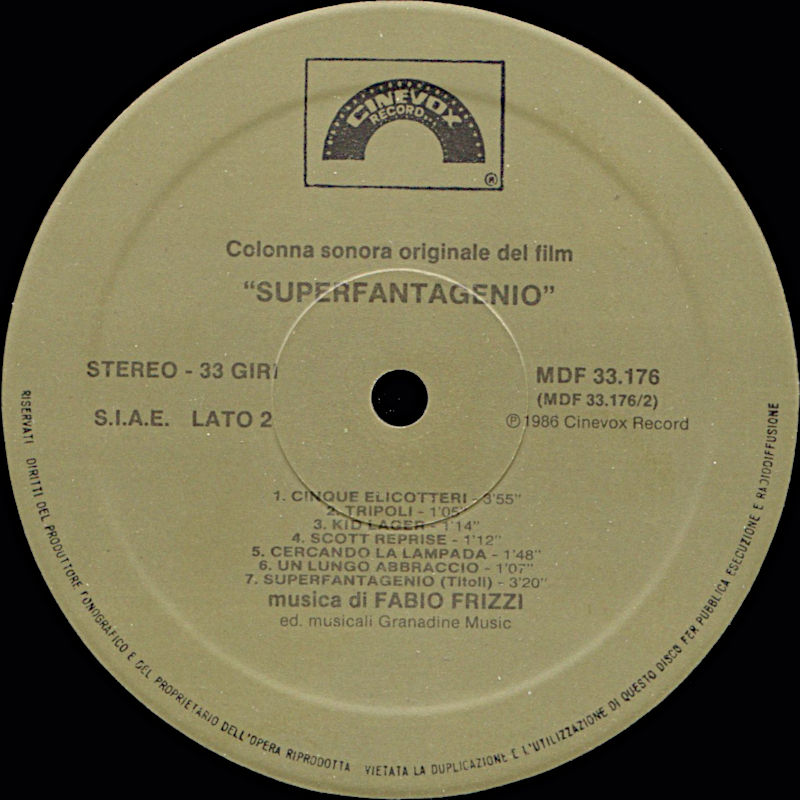 CINEVOX
RECORD
®
Colonna sonora originale del film
"SUPERFANTAGENIO"
STEREO - 33 GIRI
MDF 33.176
(MDF 33.176/2)
S.I.A.E. LATO 2
℗ 1986 Cinevox Record
1. CINQUE ELICOTTERI - 3'55"
2. TRIPOLI - 1'05"
3. KID LAGER - 1'14"
4. SCOTT REPRISE - 1'12"
5. CERCANDO LA LAMPADA - 1'48"
6. UN LUNGO ABBRACCIO - 1'07"
7. SUPERFANTAGENIO (Titoli) - 3'20"
musica di FABIO FRIZZI
ed. musicali Granadine Music
RISERVATI DIRITTI DEL PRODUTTORE FONOGRAFICO E DEL PROPRIETARIO DELL'OPERA RIPRODOTTA VIETATA LA DUPLICAZIONE E L'UTILIZZAZIONE DI QUESTO DISCO PER PUBBLICA ESECUZIONE E RADIODIFFUSIONE